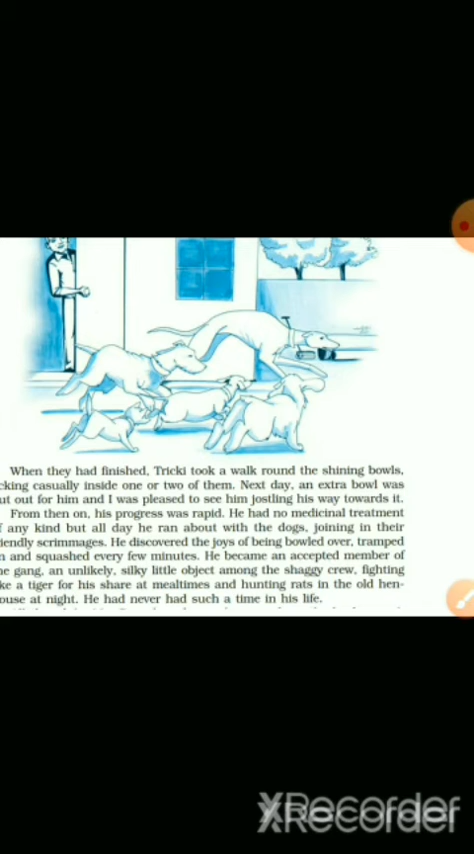 When they had finished, Tricki took a walk round the shining bowls,
cking casually inside one or two of them. Next day, an extra bowl was
ut out for him and I was pleased to see him jostling his way towards it.
From then on, his progress was rapid. He had no medicinal treatment
f any kind but all day he ran about with the dogs, joining in their
iendly scrimmages. He discovered the joys of being bowled over, tramped
n and squashed every few minutes. He became an accepted member of
he gang, an unlikely, silky little object among the shaggy crew, fighting
ke a tiger for his share at mealtimes and hunting rats in the old hen-
ouse at night. He had never had such a time in his life.
XRecorder